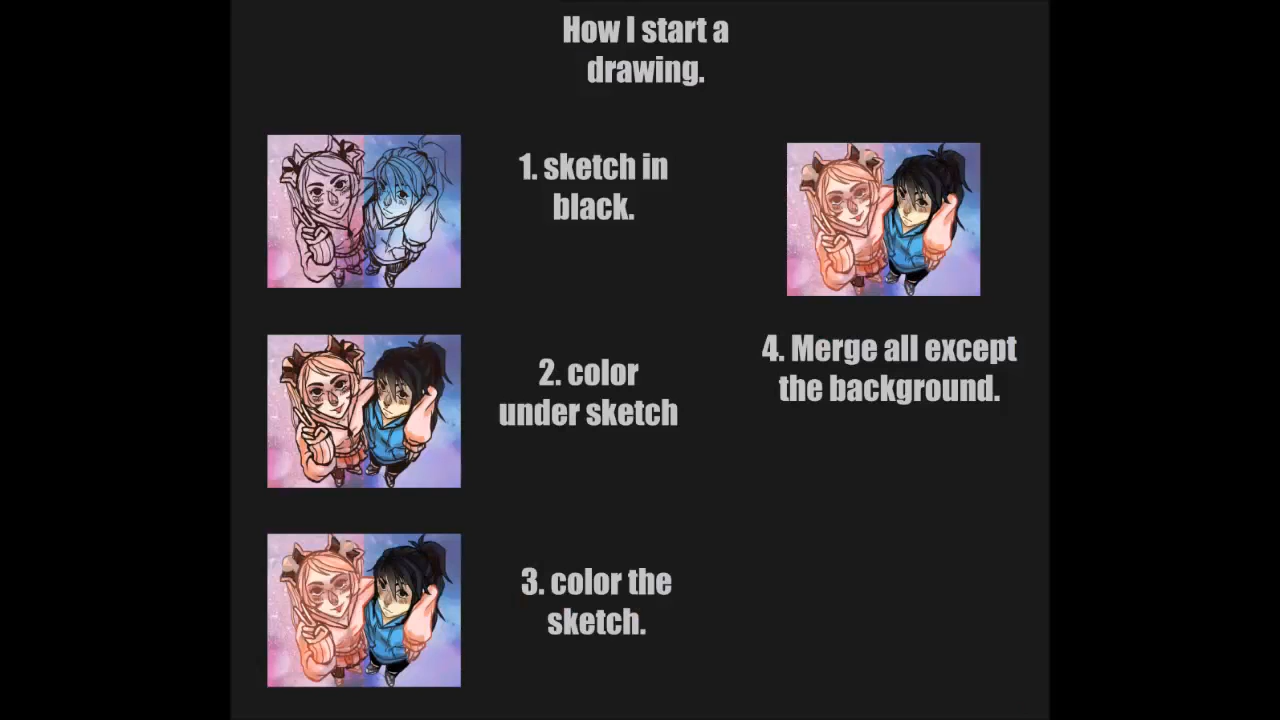 How I start a
drawing.
1. sketch in
black.
2. color
under sketch
3. color the
sketch.
4. Merge all except
the background.